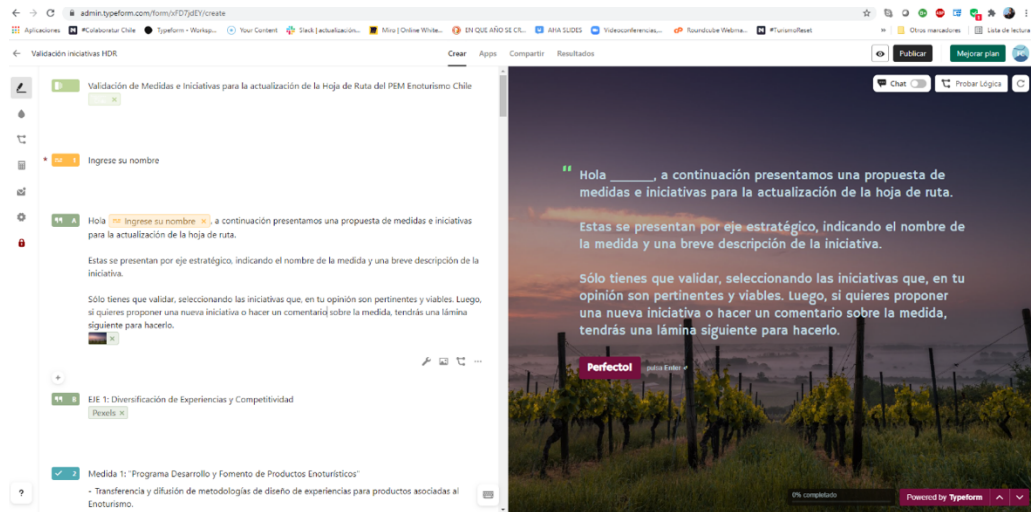 admin.typeform.com/form/xFD7jdEY/create
Aplicaciones
#Colaboratur Chile
Typeform - Worksp...
Your Content
Slack | actualización...
Miro | Online White...
EN QUE AÑO SE CR...
AHA SLIDES
Videoconferencias,...
Roundcube Webma...
#TurismoReset
Otros marcadores
Lista de lectura
Validación iniciativas HDR
Crear
Apps
Compartir
Resultados
Publicar
Mejorar plan
Validación de Medidas e Iniciativas para la actualización de la Hoja de Ruta del PEM Enoturismo Chile
* 1 Ingrese su nombre
A Hola Ingrese su nombre × , a continuación presentamos una propuesta de medidas e iniciativas
para la actualización de la hoja de ruta.
Estas se presentan por eje estratégico, indicando el nombre de la medida y una breve descripción de la
iniciativa.
Sólo tienes que validar, seleccionando las iniciativas que, en tu opinión son pertinentes y viables. Luego,
si quieres proponer una nueva iniciativa o hacer un comentario sobre la medida, tendrás una lámina
siguiente para hacerlo.
B EJE 1: Diversificación de Experiencias y Competitividad
Pexels ×
2 Medida 1: "Programa Desarrollo y Fomento de Productos Enoturísticos"
- Transferencia y difusión de metodologías de diseño de experiencias para productos asociadas al
Enoturismo.
?
Chat
Probar Lógica
Hola ______, a continuación presentamos una propuesta de
medidas e iniciativas para la actualización de la hoja de ruta.
Estas se presentan por eje estratégico, indicando el nombre de
la medida y una breve descripción de la iniciativa.
Sólo tienes que validar, seleccionando las iniciativas que, en tu
opinión son pertinentes y viables. Luego, si quieres proponer
una nueva iniciativa o hacer un comentario sobre la medida,
tendrás una lámina siguiente para hacerlo.
Perfecto!
pulsa Enter ↵
0% completado
Powered by Typeform